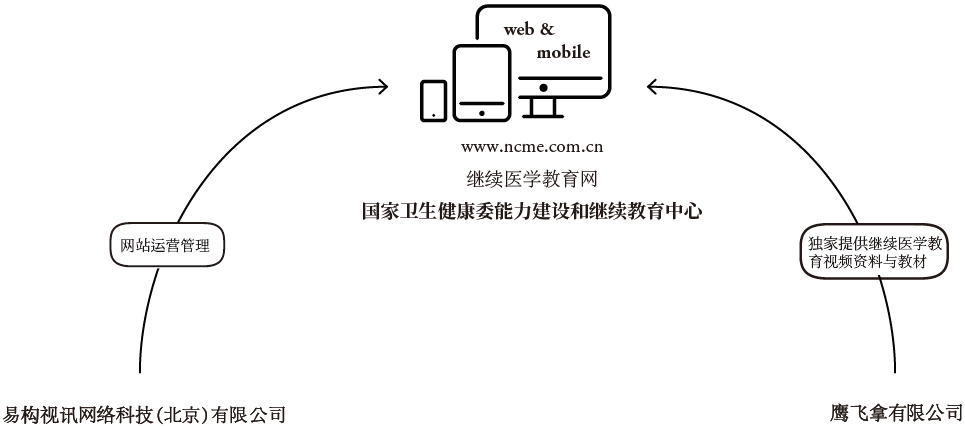 web &
mobile
www.ncme.com.cn
继续医学教育网
国家卫生健康委能力建设和继续教育中心
网站运营管理
独家提供继续医学教
育视频资料与教材
易构视讯网络科技(北京)有限公司
鹰飞拿有限公司